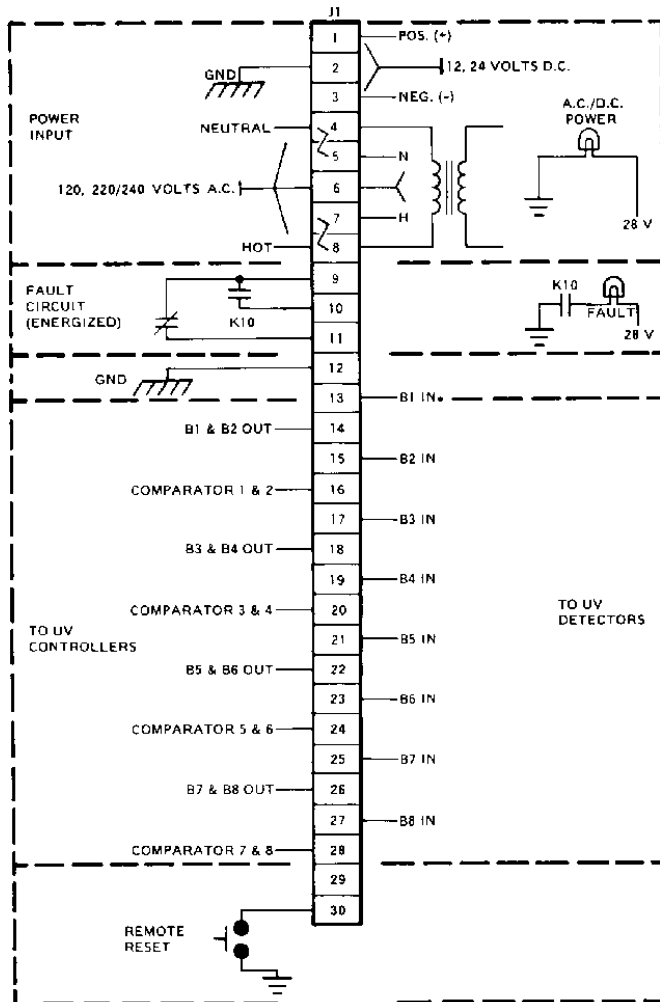 J1
1 POS. (+)
GND 2 12, 24 VOLTS D.C.
3 NEG. (-)
A.C./D.C.
POWER
POWER
INPUT
NEUTRAL 4
5 N
120, 220/240 VOLTS A.C. 6
7 H
28 V
HOT 8
9
FAULT
CIRCUIT
(ENERGIZED)
K10
10
K10
FAULT
28 V
11
12
GND
13 B1 IN.
B1 & B2 OUT 14
15 B2 IN
COMPARATOR 1 & 2 16
17 B3 IN
B3 & B4 OUT 18
19 B4 IN
COMPARATOR 3 & 4 20
TO UV
DETECTORS
TO UV
CONTROLLERS
21 B5 IN
B5 & B6 OUT 22
23 B6 IN
COMPARATOR 5 & 6 24
25 B7 IN
B7 & B8 OUT 26
27 B8 IN
COMPARATOR 7 & 8 28
29
30
REMOTE
RESET